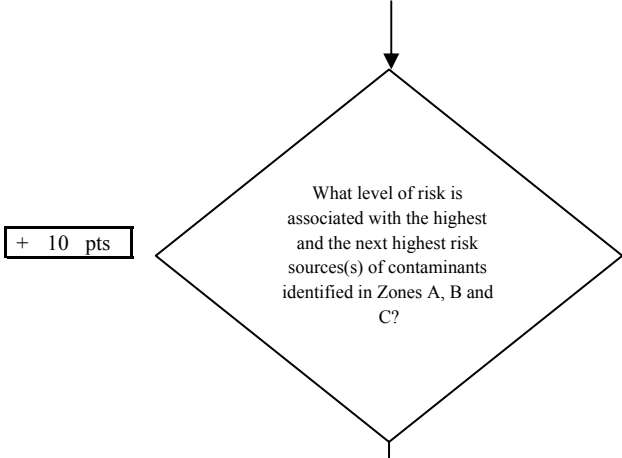 What level of risk is
associated with the highest
and the next highest risk
sources(s) of contaminants
identified in Zones A, B and
C?
+ 10 pts